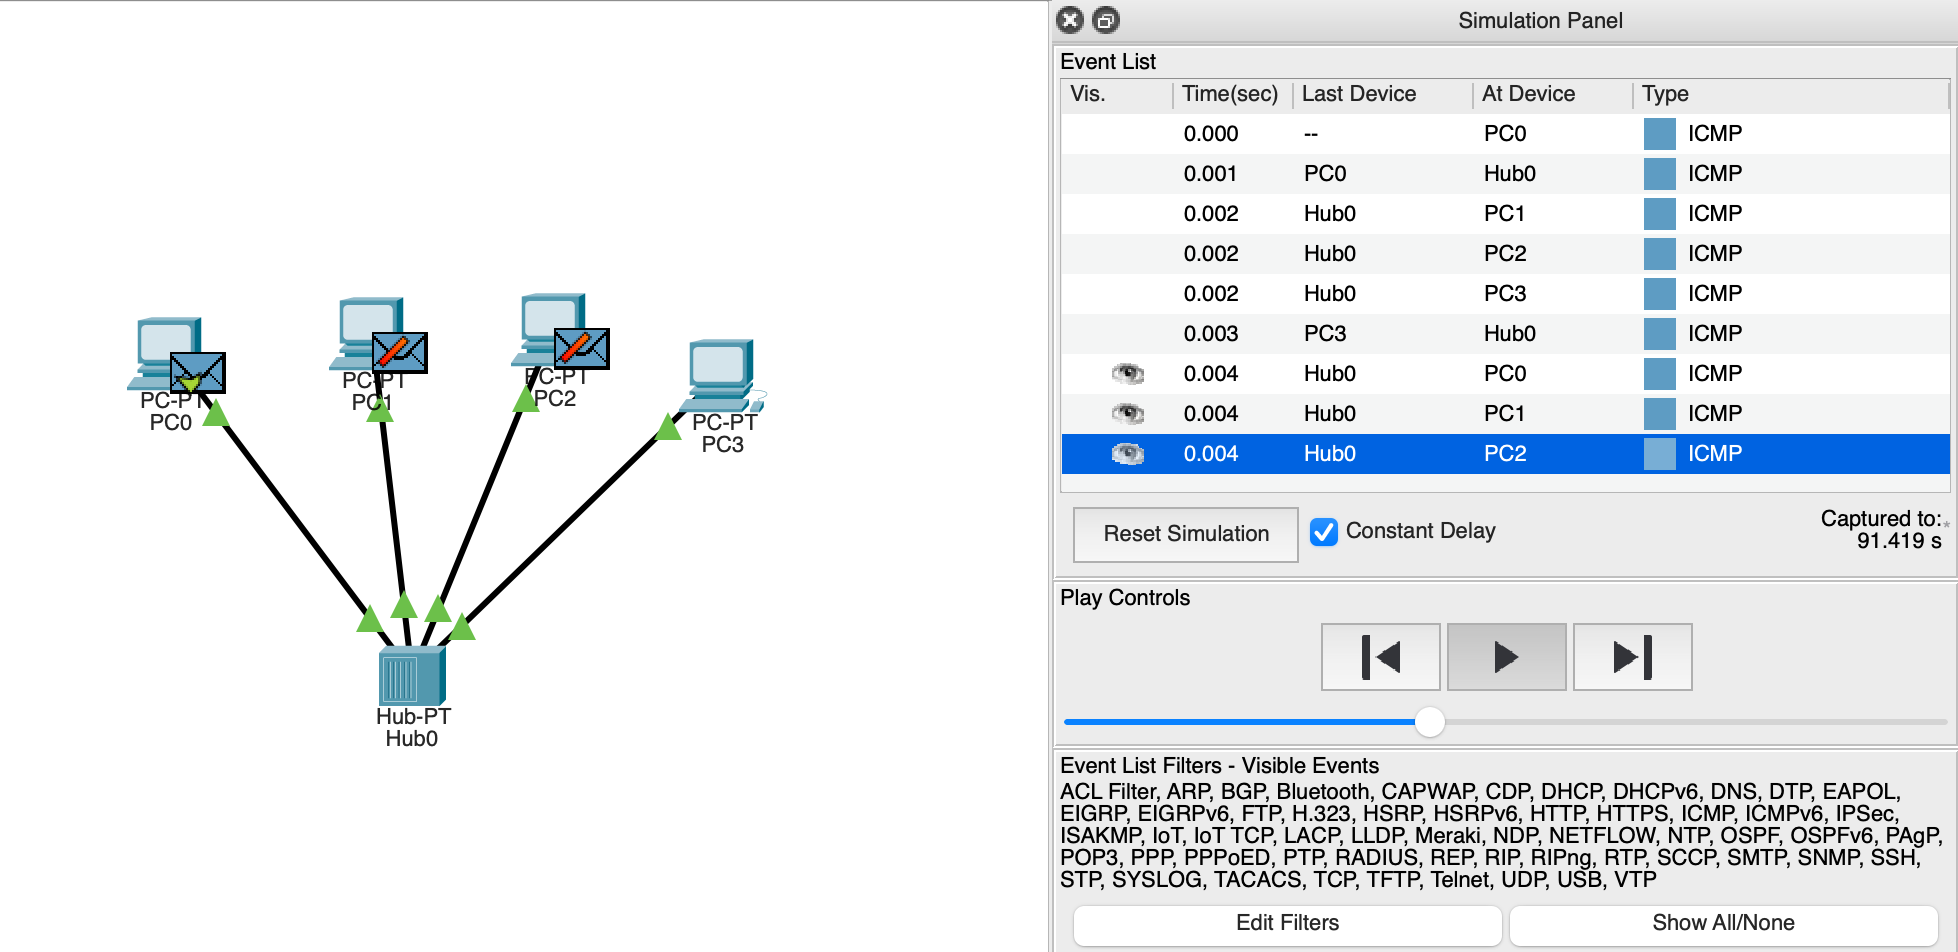 Simulation Panel
Event List
Vis. Time(sec) Last Device At Device Type
0.000 -- PC0 ICMP
0.001 PC0 Hub0 ICMP
0.002 Hub0 PC1 ICMP
0.002 Hub0 PC2 ICMP
0.002 Hub0 PC3 ICMP
0.003 PC3 Hub0 ICMP
0.004 Hub0 PC0 ICMP
0.004 Hub0 PC1 ICMP
0.004 Hub0 PC2 ICMP
Reset Simulation
Constant Delay
Captured to:*
91.419 s
Play Controls
Event List Filters - Visible Events
ACL Filter, ARP, BGP, Bluetooth, CAPWAP, CDP, DHCP, DHCPv6, DNS, DTP, EAPOL,
EIGRP, EIGRPv6, FTP, H.323, HSRP, HSRPv6, HTTP, HTTPS, ICMP, ICMPv6, IPSec,
ISAKMP, IoT, IoT TCP, LACP, LLDP, Meraki, NDP, NETFLOW, NTP, OSPF, OSPFv6, PAgP,
POP3, PPP, PPPoED, PTP, RADIUS, REP, RIP, RIPng, RTP, SCCP, SMTP, SNMP, SSH,
STP, SYSLOG, TACACS, TCP, TFTP, Telnet, UDP, USB, VTP
Edit Filters
Show All/None
PC-PT
PC0
PC-PT
PC1
PC-PT
PC2
PC-PT
PC3
Hub-PT
Hub0